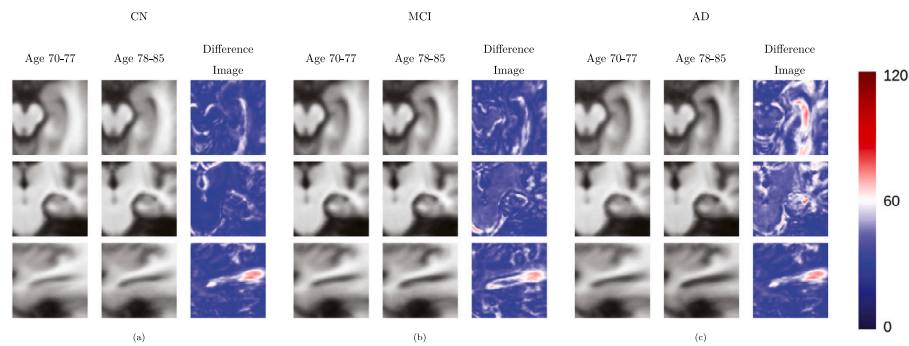 CN MCI AD
Age 70-77 Age 78-85 Difference Image Age 70-77 Age 78-85 Difference Image Age 70-77 Age 78-85 Difference Image
120
60
0
(a) (b) (c)